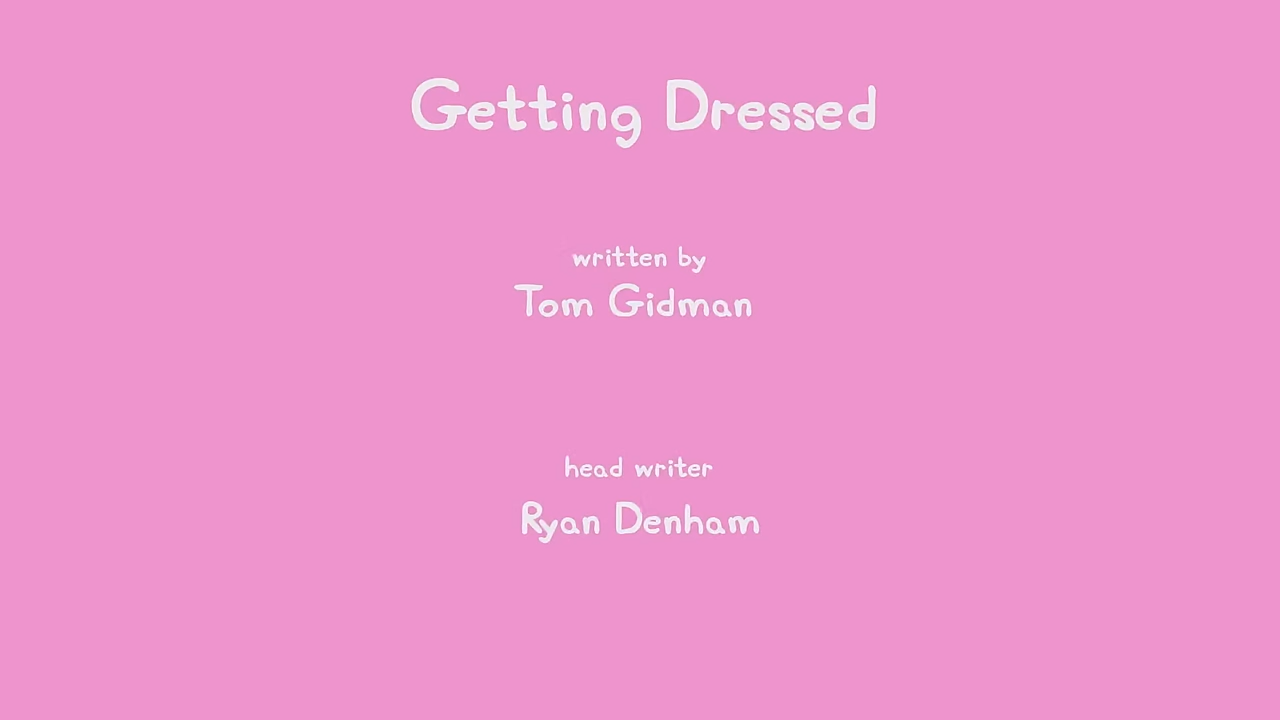 Getting Dressed
written by
Tom Gidman
head writer
Ryan Denham